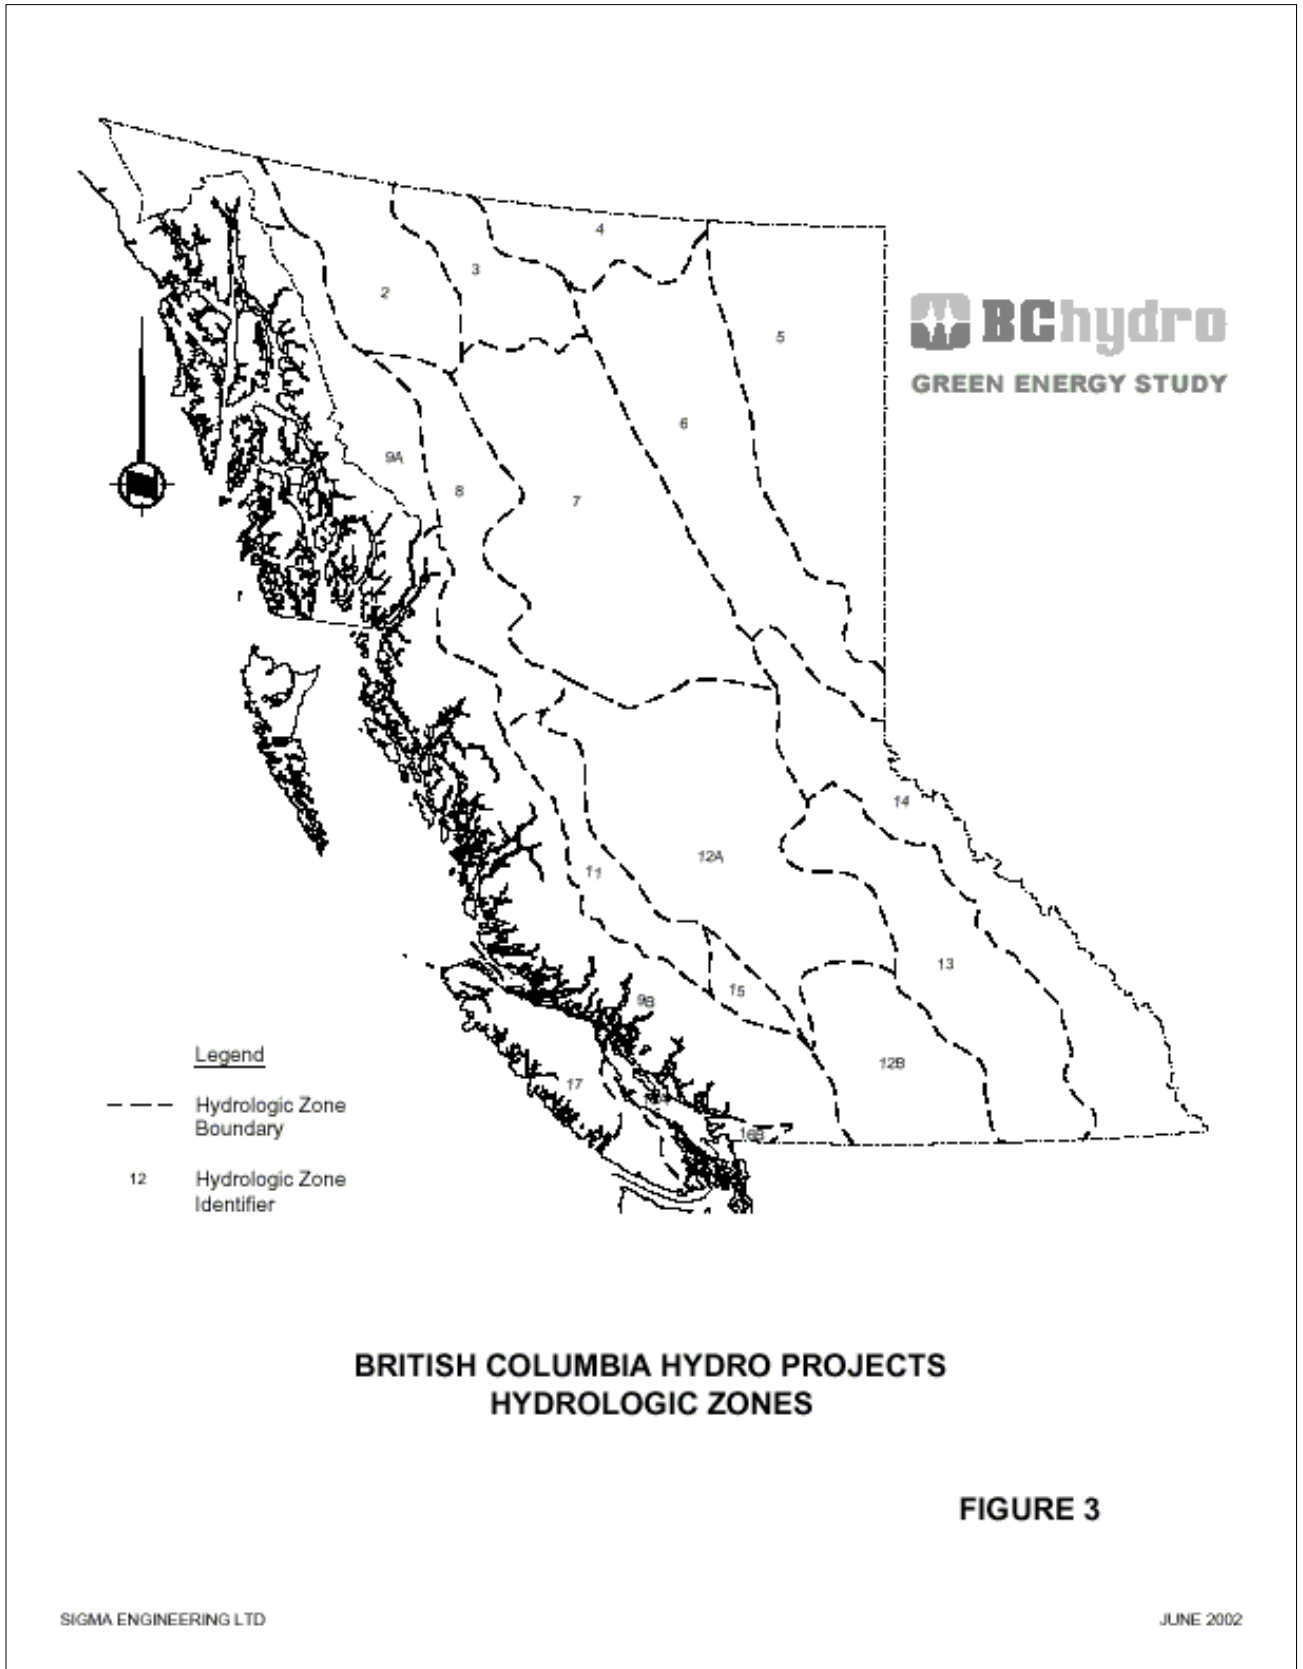 4
3
2
5
BChydro
GREEN ENERGY STUDY
6
9A
8
7
14
12A
11
13
15
9B
12B
17
16B
Legend
Hydrologic Zone
Boundary
12
Hydrologic Zone
Identifier
BRITISH COLUMBIA HYDRO PROJECTS
HYDROLOGIC ZONES
FIGURE 3
SIGMA ENGINEERING LTD
JUNE 2002